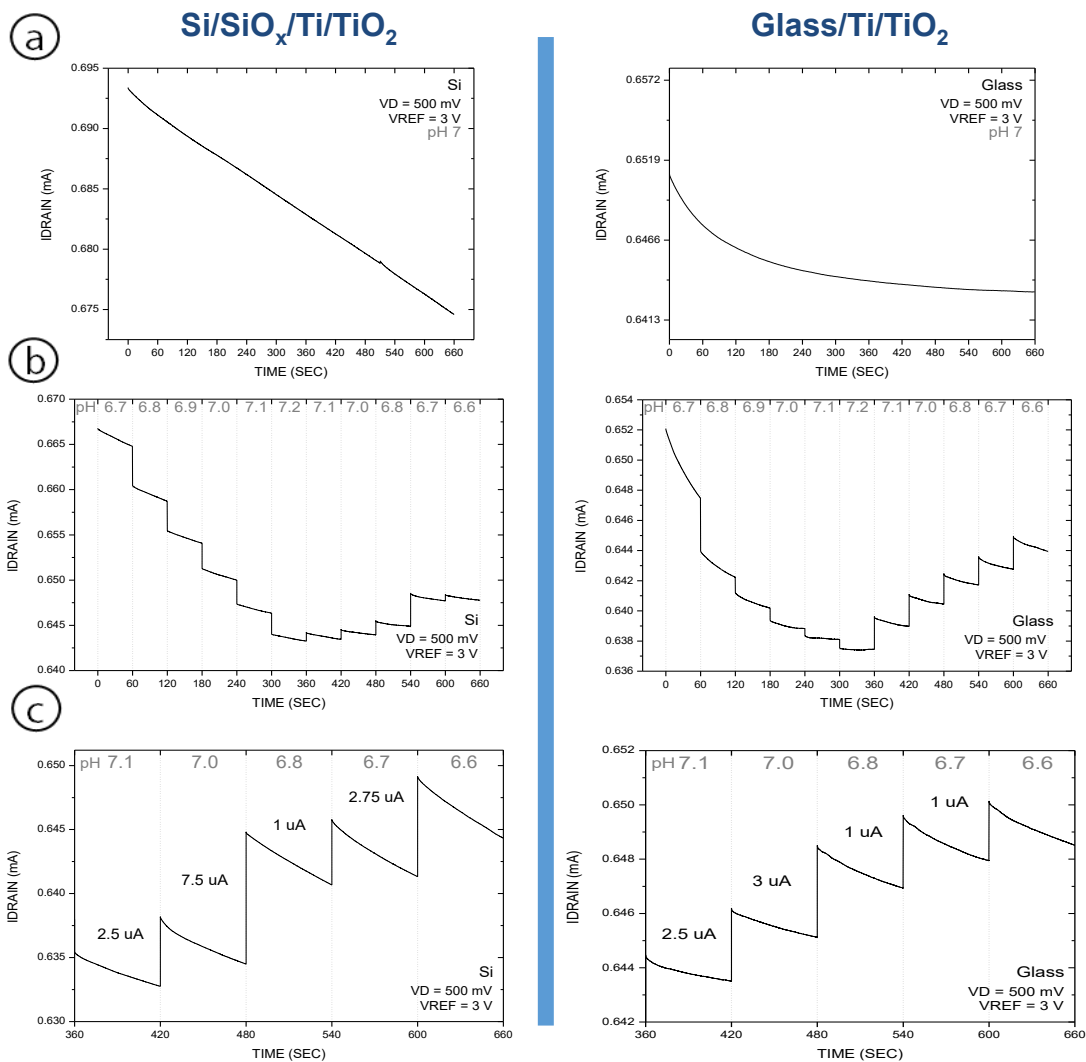 Si/SiOx/Ti/TiO2
Glass/Ti/TiO2
a
0.695
0.690
0.685
0.680
0.675
IDRAIN (mA)
Si
VD = 500 mV
VREF = 3 V
pH 7
0 60 120 180 240 300 360 420 480 540 600 660
TIME (SEC)
0.6572
0.6519
0.6466
0.6413
IDRAIN (mA)
Glass
VD = 500 mV
VREF = 3 V
pH 7
0 60 120 180 240 300 360 420 480 540 600 660
TIME (SEC)
b
pH 6.7 6.8 6.9 7.0 7.1 7.2 7.1 7.0 6.8 6.7 6.6
0.670
0.665
0.660
0.655
0.650
0.645
0.640
IDRAIN (mA)
Si
VD = 500 mV
VREF = 3 V
0 60 120 180 240 300 360 420 480 540 600 660
TIME (SEC)
pH 6.7 6.8 6.9 7.0 7.1 7.2 7.1 7.0 6.8 6.7 6.6
0.654
0.652
0.650
0.648
0.646
0.644
0.642
0.640
0.638
0.636
IDRAIN (mA)
Glass
VD = 500 mV
VREF = 3 V
0 60 120 180 240 300 360 420 480 540 600 660
TIME (SEC)
c
pH 7.1 7.0 6.8 6.7 6.6
0.650
0.645
0.640
0.635
0.630
IDRAIN (mA)
2.5 uA
7.5 uA
1 uA
2.75 uA
Si
VD = 500 mV
VREF = 3 V
360 420 480 540 600 660
TIME (SEC)
pH 7.1 7.0 6.8 6.7 6.6
0.652
0.650
0.648
0.646
0.644
0.642
IDRAIN (mA)
2.5 uA
3 uA
1 uA
1 uA
Glass
VD = 500 mV
VREF = 3 V
360 420 480 540 600 660
TIME (SEC)